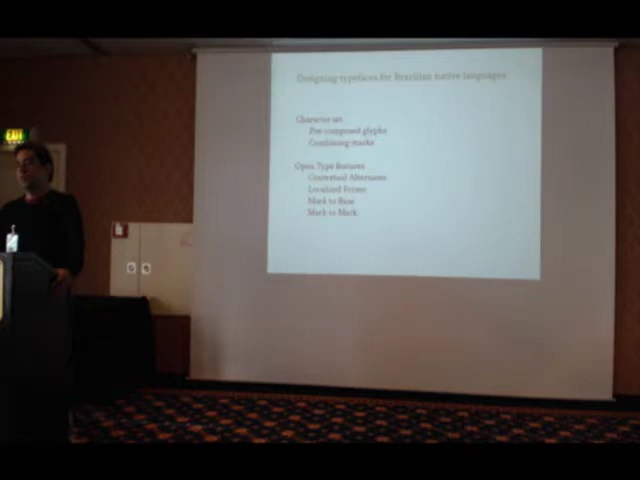 EXIT
Designing typefaces for Brazilian native languages
Character set
Pre-composed glyphs
Combining marks
Open Type features
Contextual Alternates
Localized Forms
Mark to Base
Mark to Mark